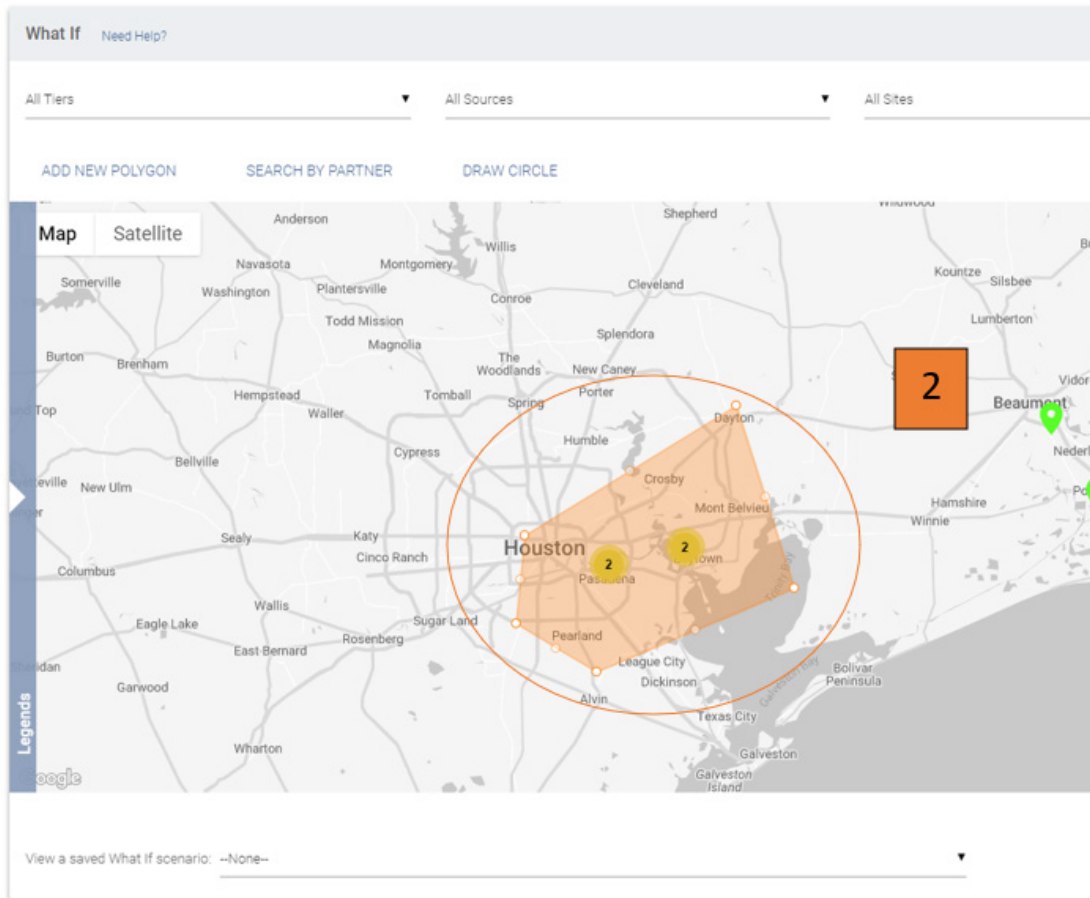 What If Need Help?
All Tiers All Sources All Sites
ADD NEW POLYGON SEARCH BY PARTNER DRAW CIRCLE
Map Satellite
Anderson
Shepherd
Willis
Navasota
Montgomery
Kountze
Silsbee
Somerville
Washington
Plantersville
Cleveland
Conroe
Lumberton
Todd Mission
Splendora
Magnolia
Burton
Brenham
The
Woodlands
New Caney
Porter
2
Hempstead
Tomball
Spring
Beaumont
Waller
Dayton
Humble
Cypress
Bellville
New Ulm
Crosby
Mont Belvieu
Hamshire
Winnie
Sealy
Katy
Houston
2
Cinco Ranch
2
Columbus
Pasadena
Trinity Bay
Wallis
Eagle Lake
Sugar Land
Rosenberg
Pearland
East Bernard
League City
Galveston Bay
Bolivar
Peninsula
Garwood
Dickinson
Alvin
Texas City
Legends
Wharton
Galveston
Google
Galveston
Island
View a saved What If scenario: --None--